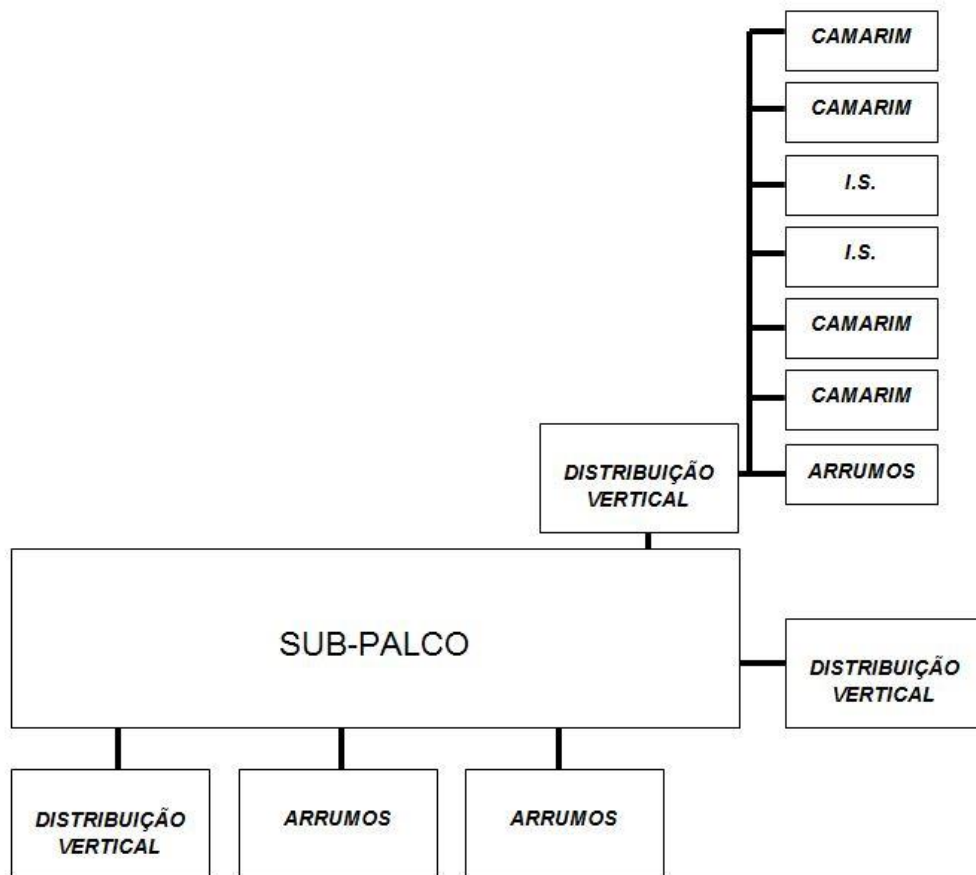 CAMARIM
CAMARIM
I.S.
I.S.
CAMARIM
CAMARIM
ARRUMOS
DISTRIBUIÇÃO
VERTICAL
SUB-PALCO
DISTRIBUIÇÃO
VERTICAL
DISTRIBUIÇÃO
VERTICAL
ARRUMOS
ARRUMOS